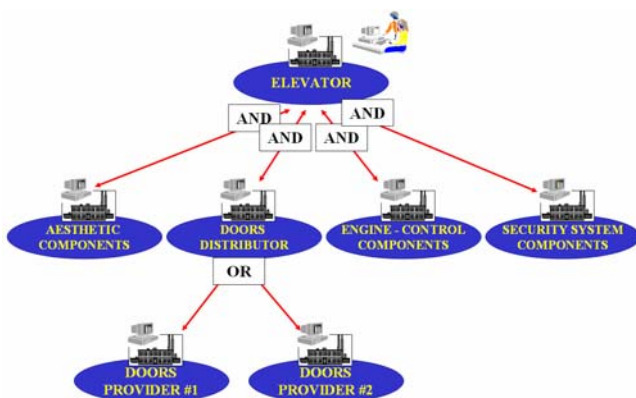 ELEVATOR
AND
AND
AND
AND
AESTHETIC
COMPONENTS
DOORS
DISTRIBUTOR
ENGINE - CONTROL
COMPONENTS
SECURITY SYSTEM
COMPONENTS
OR
DOORS
PROVIDER #1
DOORS
PROVIDER #2